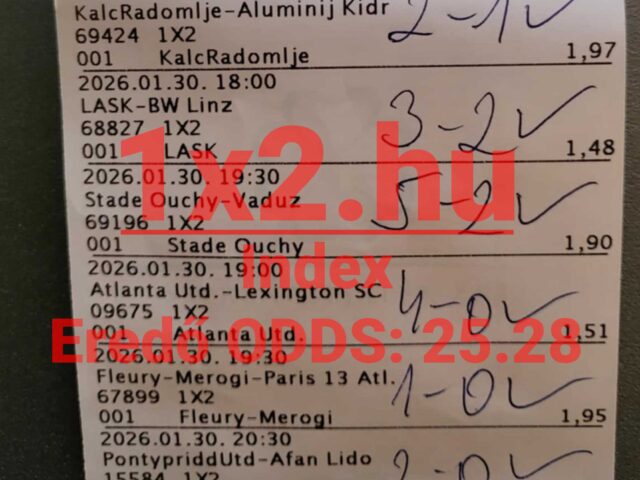 KalcRadomlje-Aluminij Kidr
2-1✓
69424 1X2
001 KalcRadomlje 1,97
2026.01.30. 18:00
LASK-BW Linz
3-2✓
68827 1X2
001 LASK 1,48
1x2.hu
2026.01.30. 19:30
Stade Ouchy-Vaduz
5-2✓
69196 1X2
001 Stade Ouchy 1,90
Index
2026.01.30. 19:00
Atlanta Utd.-Lexington SC
4-0✓
09675 1X2
001 Atlanta Utd. 1,51
Eredő ODDS: 25.28
2026.01.30. 19:30
Fleury-Merogi-Paris 13 Atl.
1-0✓
67899 1X2
001 Fleury-Merogi 1,95
2026.01.30. 20:30
PontypriddUtd-Afan Lido
2-0✓
15584 1X2